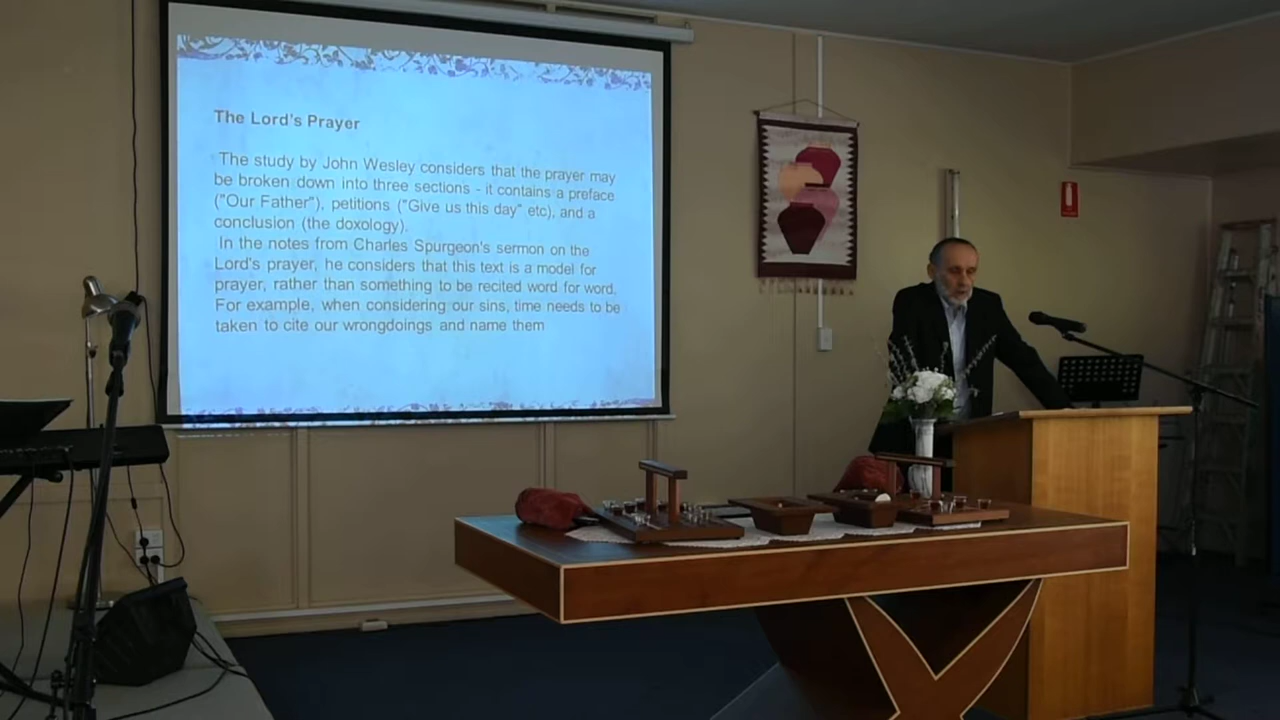 The Lord's Prayer
The study by John Wesley considers that the prayer may
be broken down into three sections - it contains a preface
("Our Father"), petitions ("Give us this day" etc), and a
conclusion (the doxology).
In the notes from Charles Spurgeon's sermon on the
Lord's prayer, he considers that this text is a model for
prayer, rather than something to be recited word for word.
For example, when considering our sins, time needs to be
taken to cite our wrongdoings and name them